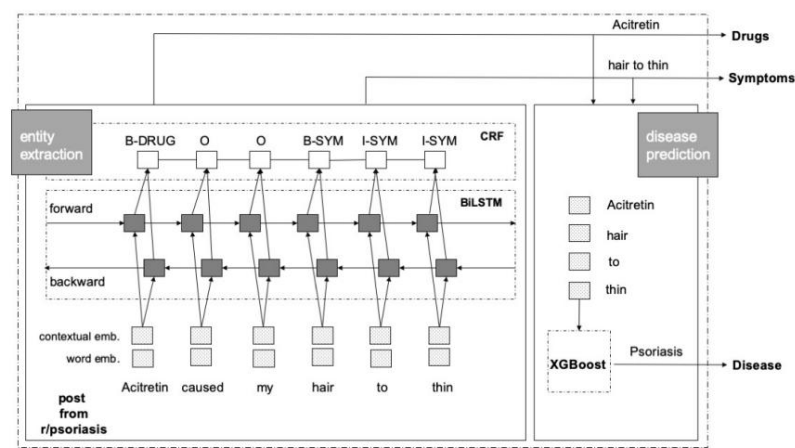 Acitretin
Drugs
hair to thin
Symptoms
entity
extraction
B-DRUG O O B-SYM I-SYM I-SYM
CRF
disease
prediction
BiLSTM
forward
backward
Acitretin
hair
to
thin
contextual emb.
word emb.
Acitretin caused my hair to thin
XGBoost
Psoriasis
Disease
post
from
r/psoriasis